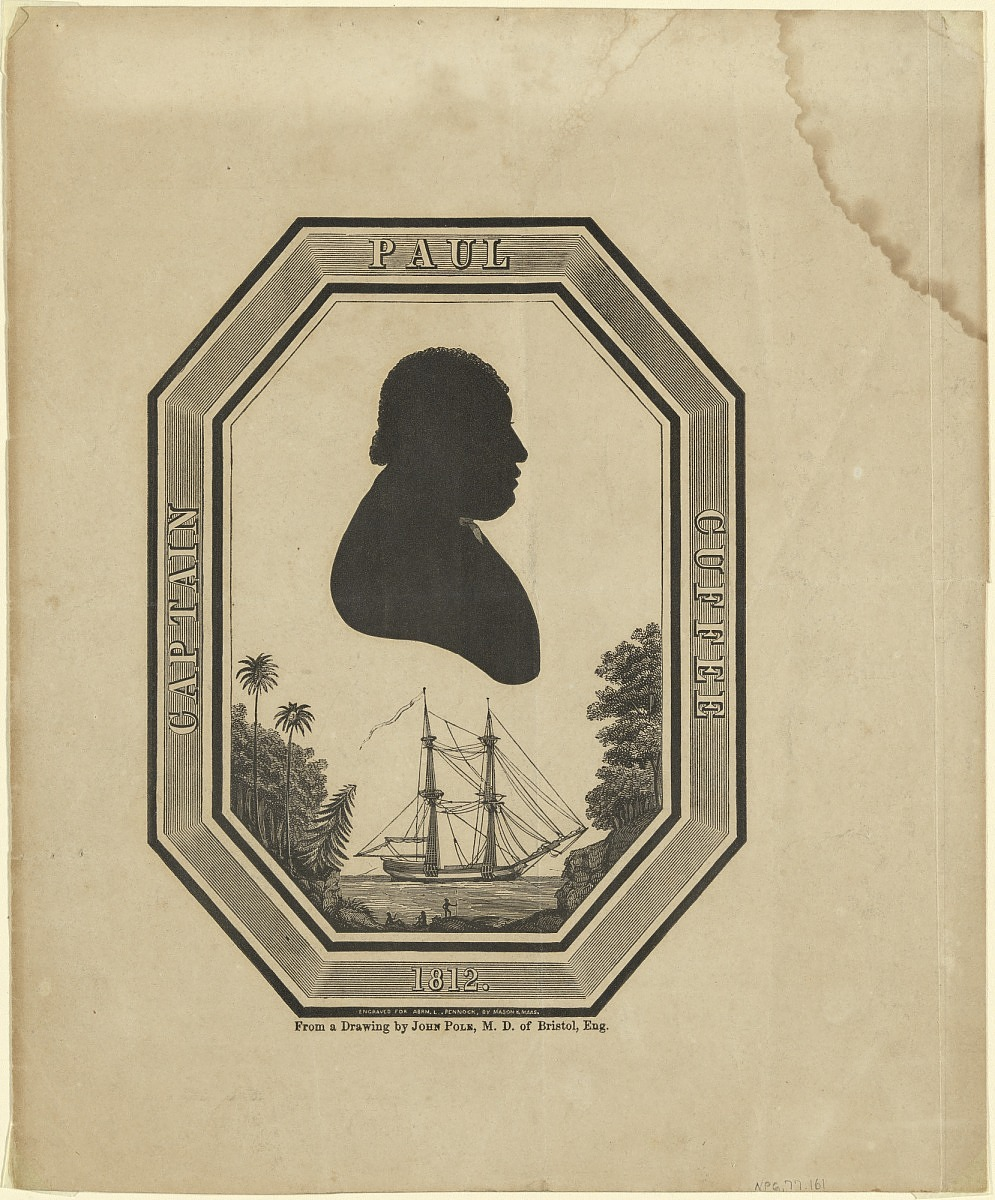 PAUL
CAPTAIN
CUFFEE
1812.
ENGRAVED FOR ABRM. L. PENNOCK, BY MASON & MAAS.
From a Drawing by JOHN POLE, M. D. of Bristol, Eng.
NPG.77.161